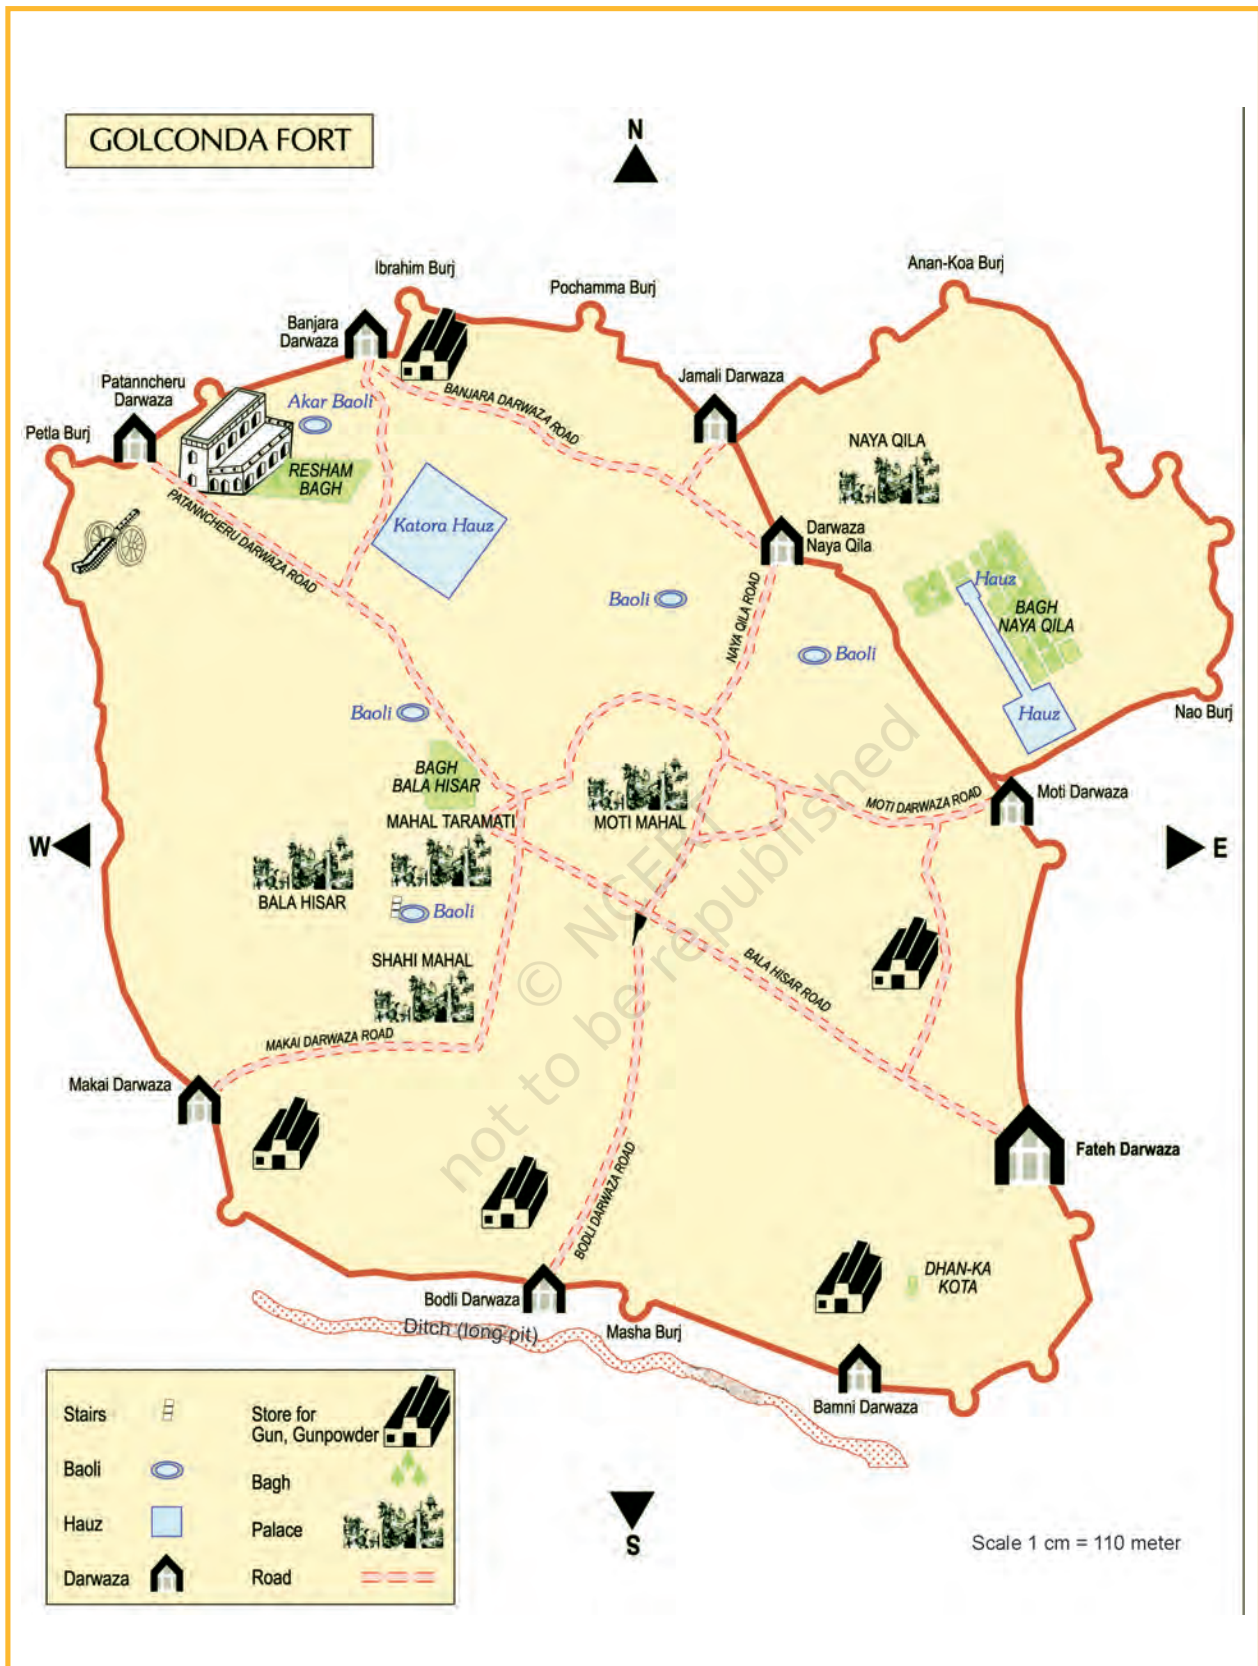 GOLCONDA FORT
N
Ibrahim Burj
Anan-Koa Burj
Pochamma Burj
Banjara
Darwaza
Patanncheru
Darwaza
Jamali Darwaza
Akar Baoli
BANJARA DARWAZA ROAD
Petla Burj
NAYA QILA
RESHAM
BAGH
PATANNCHERU DARWAZA ROAD
Katora Hauz
Darwaza
Naya Qila
Hauz
BAGH
NAYA QILA
Baoli
NAYA QILA ROAD
Baoli
Baoli
Hauz
Nao Burj
BAGH
BALA HISAR
MOTI DARWAZA ROAD
Moti Darwaza
MAHAL TARAMATI
MOTI MAHAL
W
E
BALA HISAR
Baoli
SHAHI MAHAL
BALA HISAR ROAD
MAKAI DARWAZA ROAD
Makai Darwaza
Fateh Darwaza
BODLI DARWAZA ROAD
DHAN-KA
KOTA
Bodli Darwaza
Ditch (long pit)
Masha Burj
Bamni Darwaza
Stairs
Store for
Gun, Gunpowder
Baoli
Bagh
Hauz
Palace
Darwaza
Road
S
Scale 1 cm = 110 meter
© NCERT
not to be republished